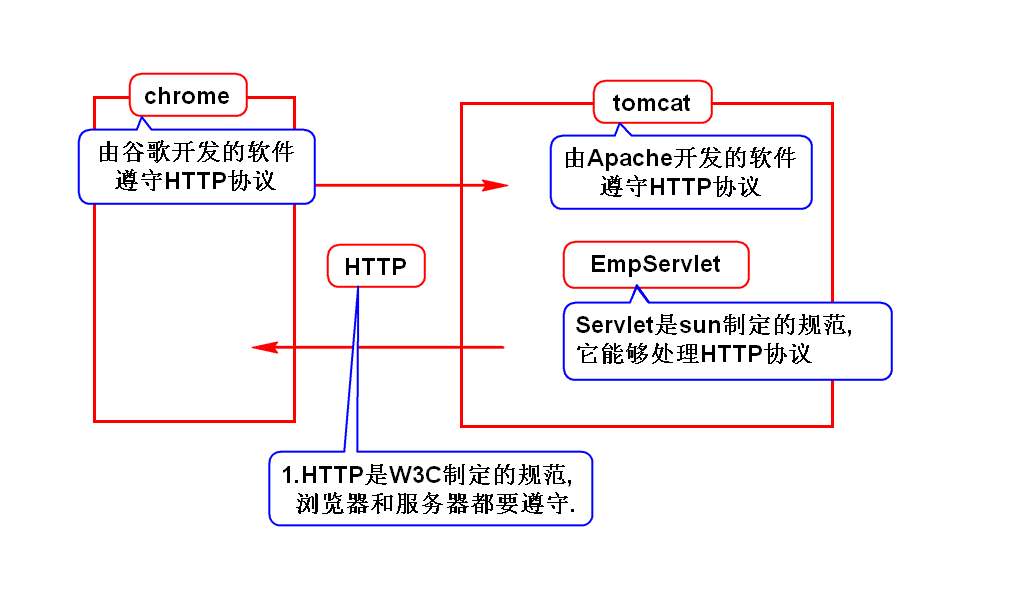 chrome
由谷歌开发的软件
遵守HTTP协议
tomcat
由Apache开发的软件
遵守HTTP协议
HTTP
EmpServlet
Servlet是sun制定的规范,
它能够处理HTTP协议
1.HTTP是W3C制定的规范,
浏览器和服务器都要遵守.